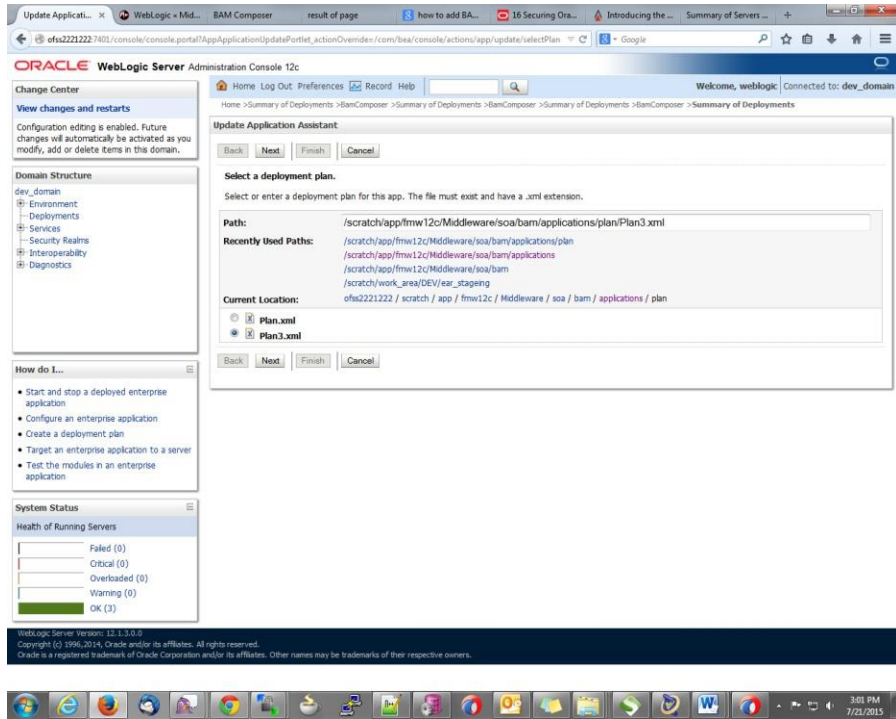 Update Applicati... WebLogic « Mid... BAM Composer result of page how to add BA... 16 Securing Ora... Introducing the ... Summary of Servers ...
ofss2221222:7401/console/console.portal?AppApplicationUpdatePortlet_actionOverride=/com/bea/console/actions/app/update/selectPlan Google
ORACLE WebLogic Server Administration Console 12c
Change Center
View changes and restarts
Configuration editing is enabled. Future
changes will automatically be activated as you
modify, add or delete items in this domain.
Domain Structure
dev_domain
Environment
Deployments
Services
Security Realms
Interoperability
Diagnostics
How do I...
Start and stop a deployed enterprise
application
Configure an enterprise application
Create a deployment plan
Target an enterprise application to a server
Test the modules in an enterprise
application
System Status
Health of Running Servers
Failed (0)
Critical (0)
Overloaded (0)
Warning (0)
OK (3)
Home Log Out Preferences Record Help
Welcome, weblogic Connected to: dev_domain
Home >Summary of Deployments >BamComposer >Summary of Deployments >BamComposer >Summary of Deployments >BamComposer >Summary of Deployments
Update Application Assistant
Back Next Finish Cancel
Select a deployment plan.
Select or enter a deployment plan for this app. The file must exist and have a .xml extension.
Path: /scratch/app/fmw12c/Middleware/soa/bam/applications/plan/Plan3.xml
Recently Used Paths: /scratch/app/fmw12c/Middleware/soa/bam/applications/plan
/scratch/app/fmw12c/Middleware/soa/bam/applications
/scratch/app/fmw12c/Middleware/soa/bam
/scratch/work_area/DEV/ear_stageing
Current Location: ofss2221222 / scratch / app / fmw12c / Middleware / soa / bam / applications / plan
Plan.xml
Plan3.xml
Back Next Finish Cancel
WebLogic Server Version: 12.1.3.0.0
Copyright (c) 1996,2014, Oracle and/or its affiliates. All rights reserved.
Oracle is a registered trademark of Oracle Corporation and/or its affiliates. Other names may be trademarks of their respective owners.
3:01 PM
7/21/2015